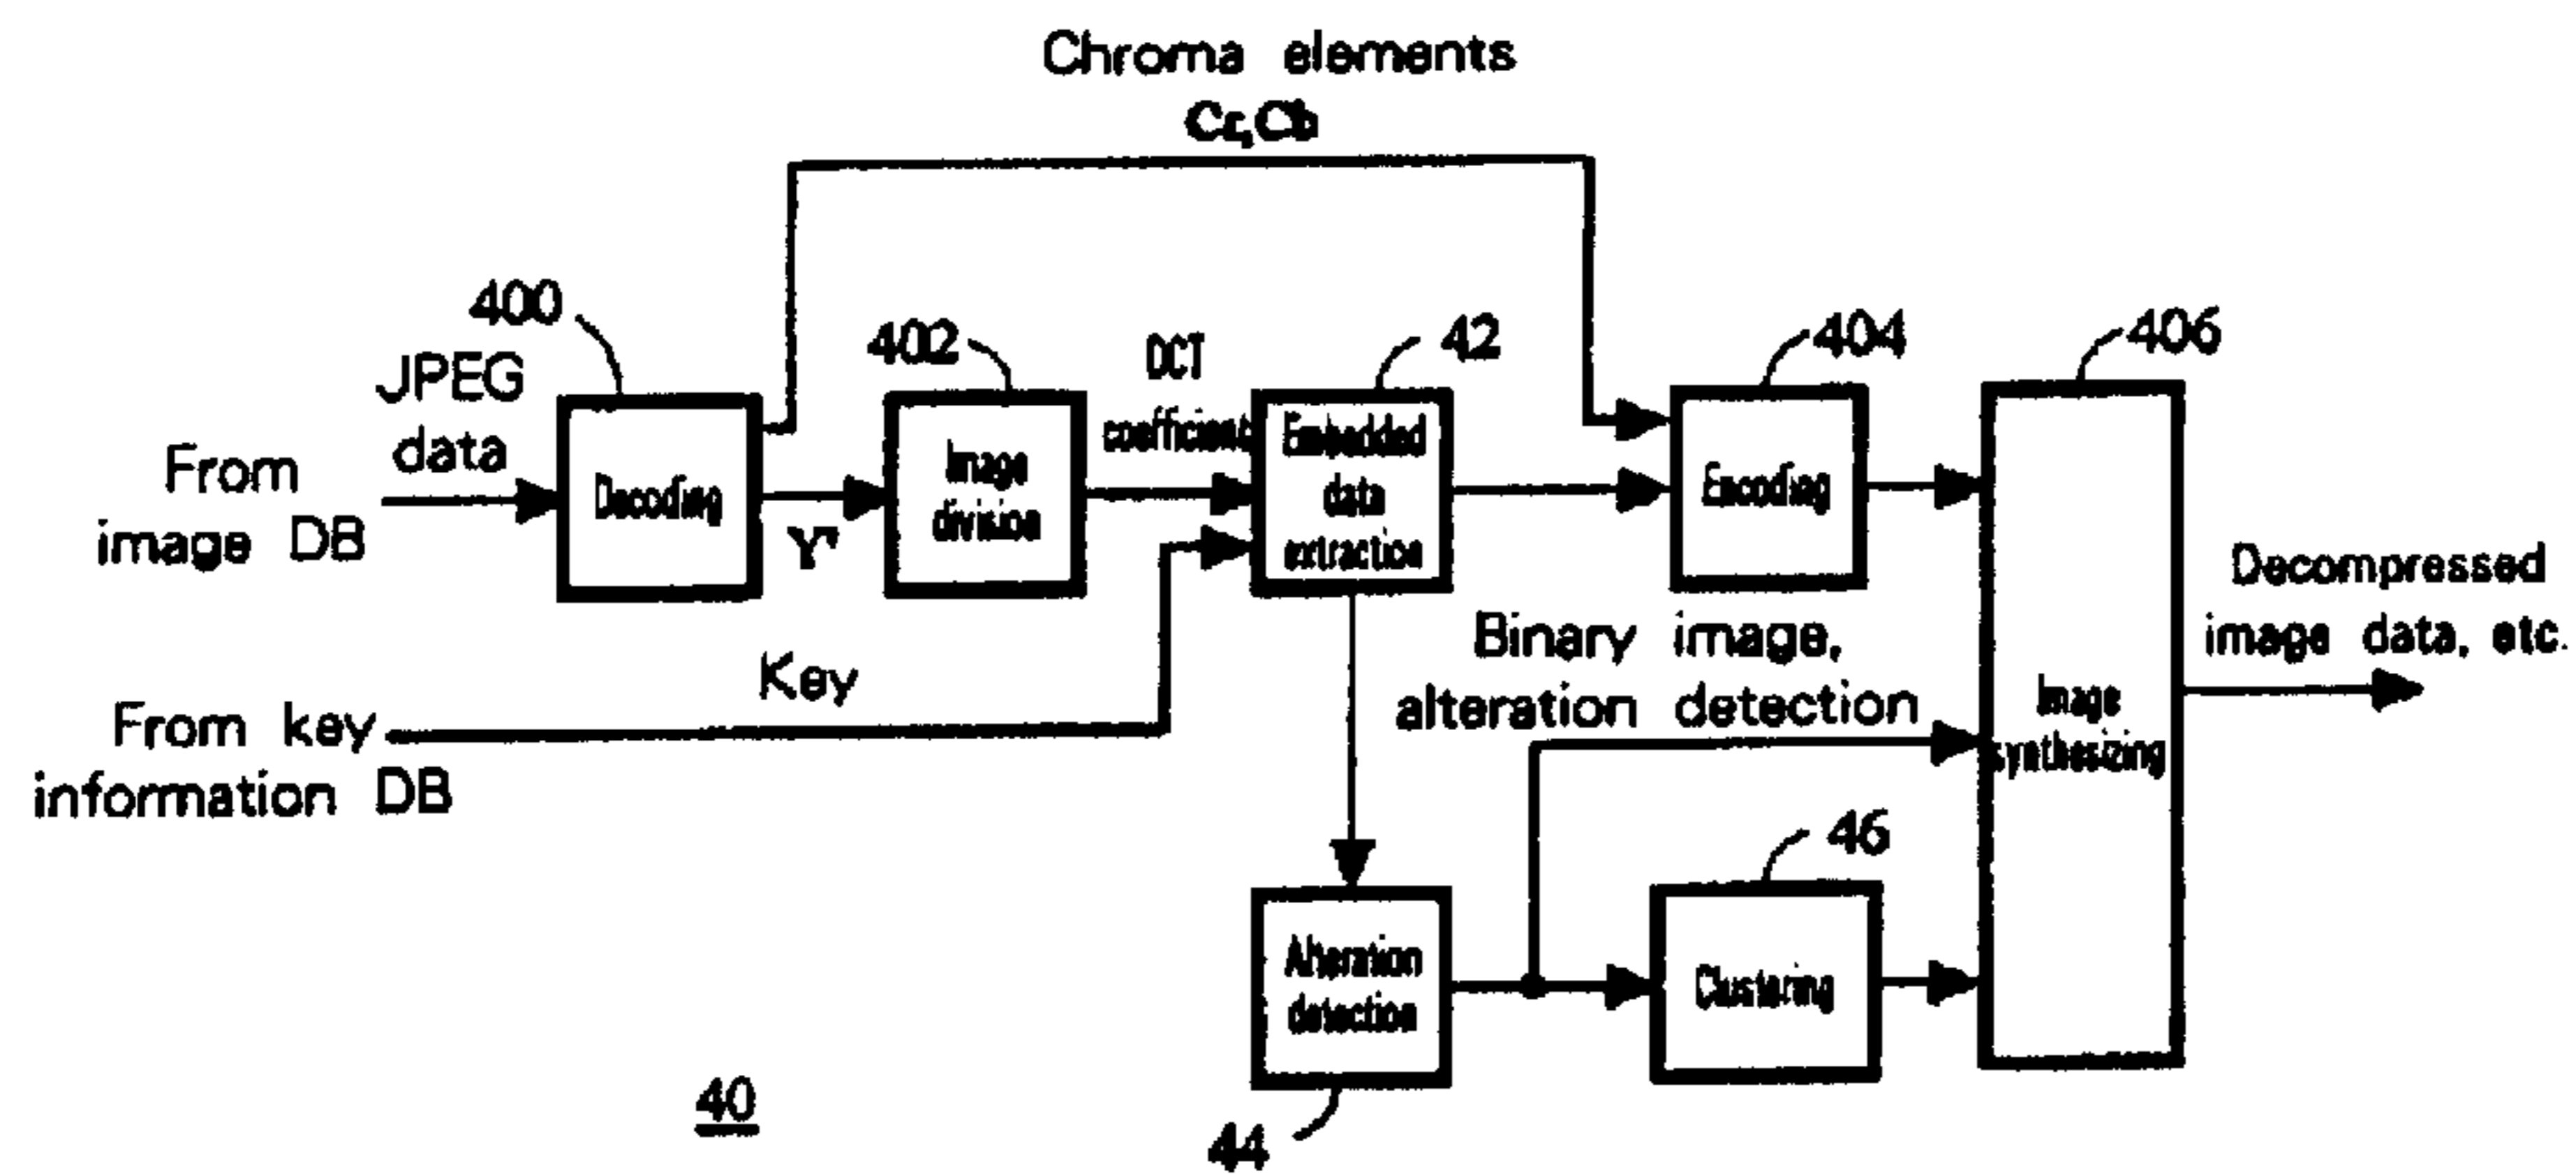 Chroma elements
Cr,Cb
400
402
42
404
406
JPEG
data
From
image DB
Decoding
Y"
Image
division
DCT
coefficient
Embedded
data
extraction
Encoding
Image
synthesizing
Decompressed
image data, etc.
Key
From key
information DB
Binary image,
alteration detection
46
Alteration
detection
Clustering
40
44